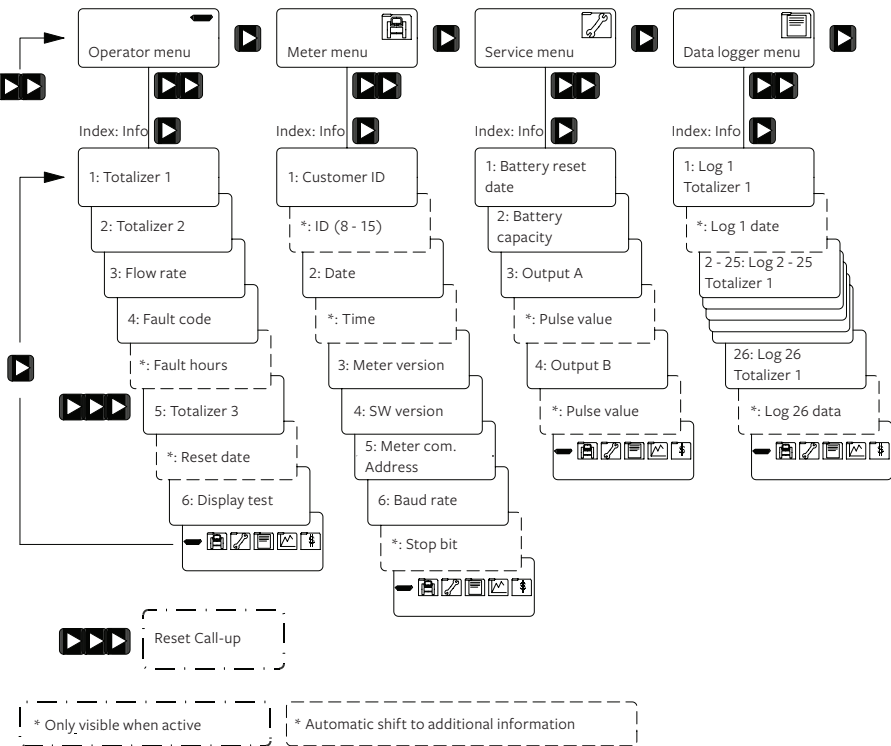 Operator menu
Meter menu
Service menu
Data logger menu
Index: Info
Index: Info
Index: Info
Index: Info
1: Totalizer 1
2: Totalizer 2
3: Flow rate
4: Fault code
*: Fault hours
5: Totalizer 3
*: Reset date
6: Display test
1: Customer ID
*: ID (8 - 15)
2: Date
*: Time
3: Meter version
4: SW version
5: Meter com.
Address
6: Baud rate
*: Stop bit
1: Battery reset
date
2: Battery
capacity
3: Output A
*: Pulse value
4: Output B
*: Pulse value
1: Log 1
Totalizer 1
*: Log 1 date
2 - 25: Log 2 - 25
Totalizer 1
26: Log 26
Totalizer 1
*: Log 26 data
Reset Call-up
* Only visible when active
* Automatic shift to additional information